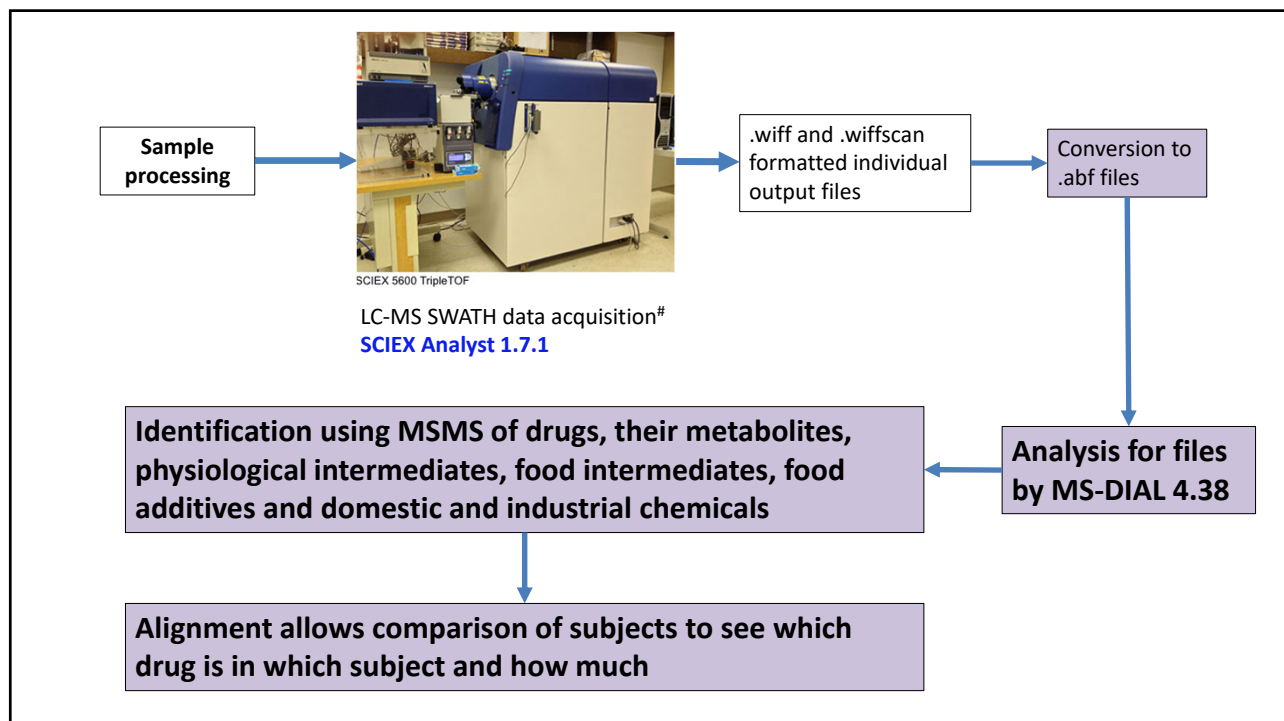 Sample
processing
SCIEX 5600 TripleTOF
LC-MS SWATH data acquisition#
SCIEX Analyst 1.7.1
.wiff and .wiffscan
formatted individual
output files
Conversion to
.abf files
Analysis for files
by MS-DIAL 4.38
Identification using MSMS of drugs, their metabolites,
physiological intermediates, food intermediates, food
additives and domestic and industrial chemicals
Alignment allows comparison of subjects to see which
drug is in which subject and how much